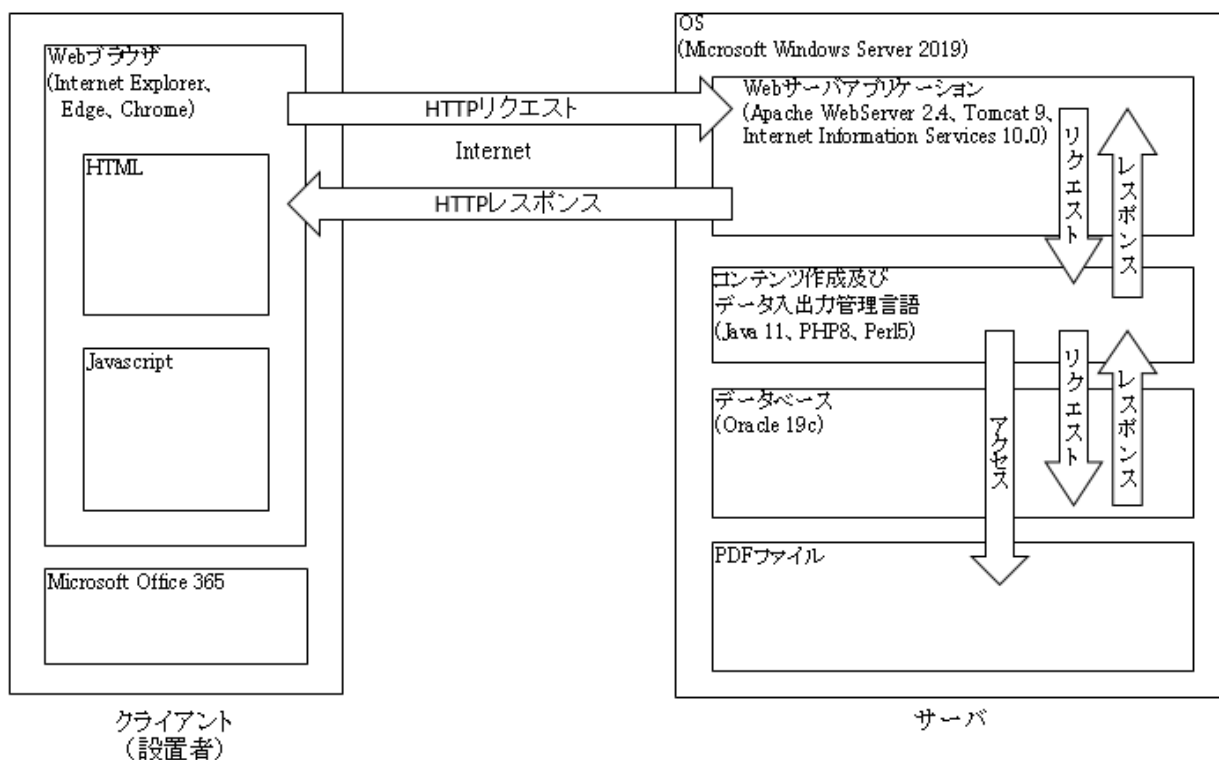 Webブラウザ
(Internet Explorer、
Edge、Chrome)
HTML
Javascript
Microsoft Office 365
クライアント
(設置者)
HTTPリクエスト
Internet
HTTPレスポンス
OS
(Microsoft Windows Server 2019)
Webサーバアプリケーション
(Apache WebServer 2.4、Tomcat 9、
Internet Information Services 10.0)
リクエスト
レスポンス
コンテンツ作成及び
データ入出力管理言語
(Java 11、PHP8、Perl5)
アクセス
リクエスト
レスポンス
データベース
(Oracle 19c)
PDFファイル
サーバ